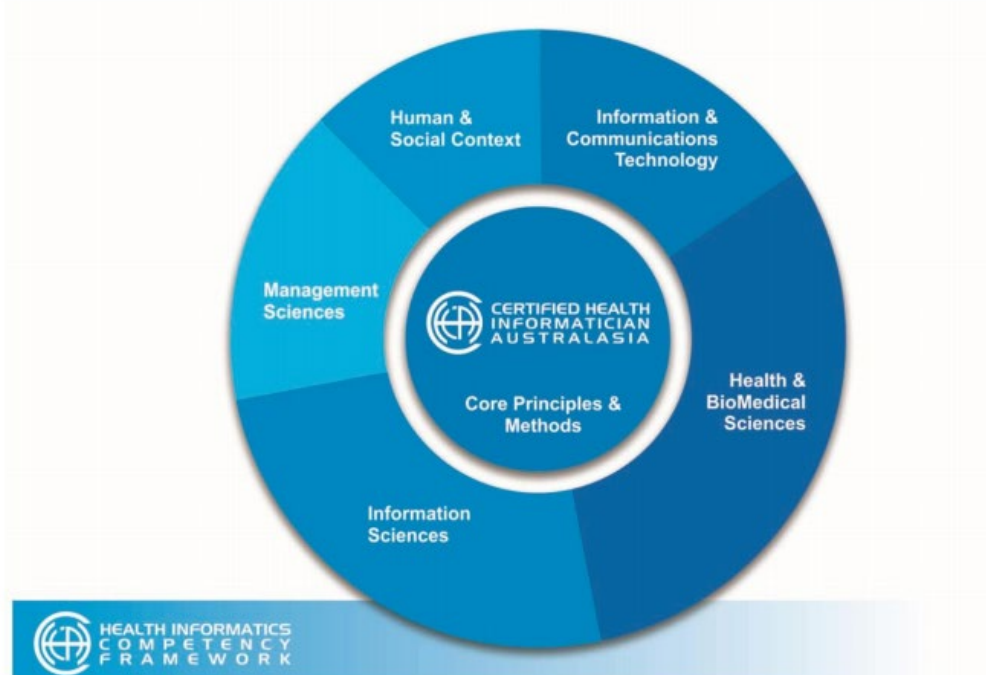 Human &
Social Context
Information &
Communications
Technology
Management
Sciences
CERTIFIED HEALTH
INFORMATICIAN
AUSTRALASIA
Core Principles &
Methods
Health &
BioMedical
Sciences
Information
Sciences
HEALTH INFORMATICS
COMPETENCY
FRAMEWORK